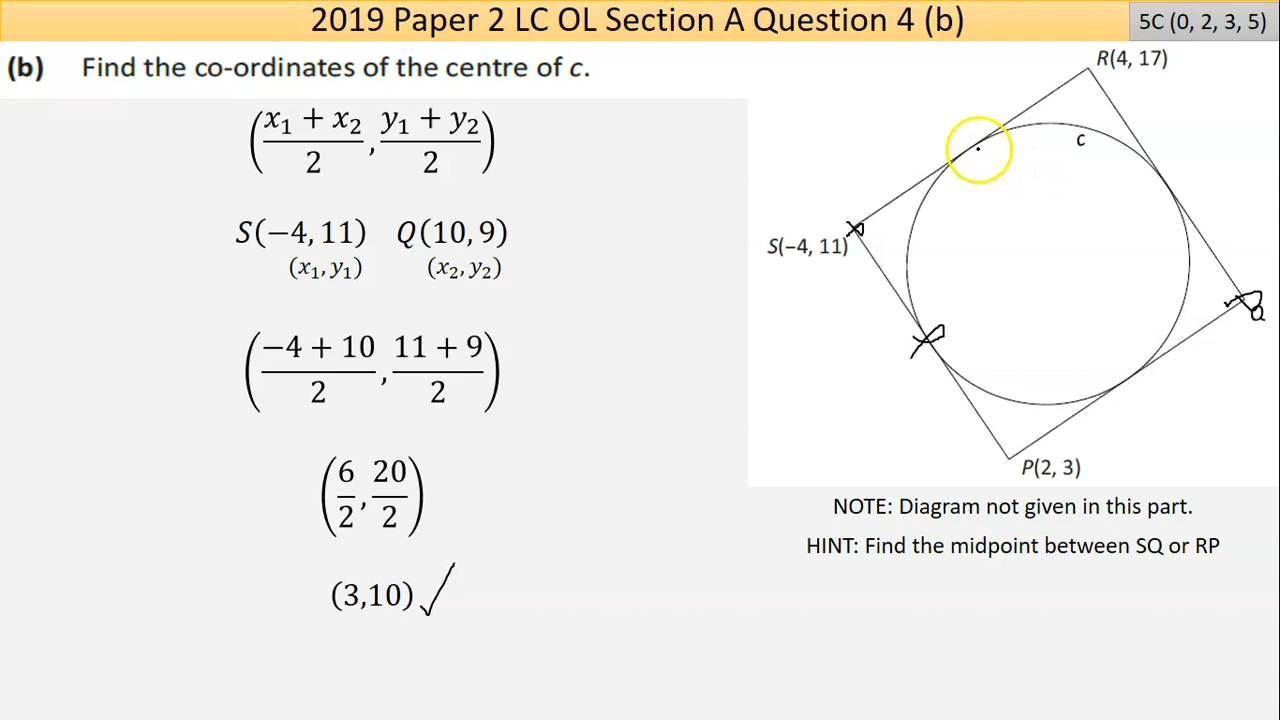 2019 Paper 2 LC OL Section A Question 4 (b)
5C (0, 2, 3, 5)
(b) Find the co-ordinates of the centre of c.
(x₁ + x₂/2, y₁ + y₂/2)
S(−4, 11) Q(10, 9)
(x₁, y₁) (x₂, y₂)
(−4 + 10/2, 11 + 9/2)
(6/2, 20/2)
(3,10) ✓
R(4, 17)
c
S(−4, 11)
Q
P(2, 3)
NOTE: Diagram not given in this part.
HINT: Find the midpoint between SQ or RP